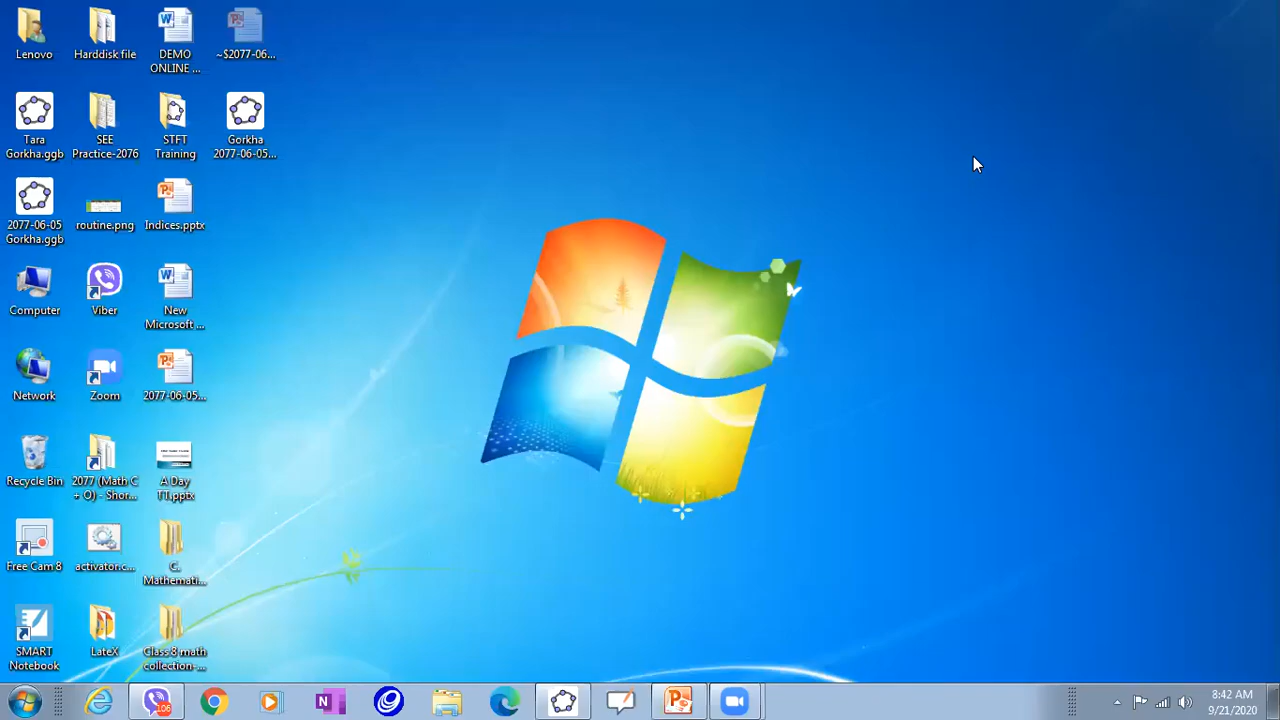 Lenovo
Harddisk file
DEMO
ONLINE ...
~$2077-06...
Tara
Gorkha.ggb
SEE
Practice-2076
STFT
Training
Gorkha
2077-06-05...
2077-06-05
Gorkha.ggb
routine.png
Indices.pptx
Computer
Viber
New
Microsoft ...
Network
Zoom
2077-06-05...
Recycle Bin
2077 (Math C
+ O) - Shor...
A Day
TT.pptx
Free Cam 8
activator.c...
C.
Mathemati...
SMART
Notebook
LateX
Class 8 math
collection-...
106
8:42 AM
9/21/2020